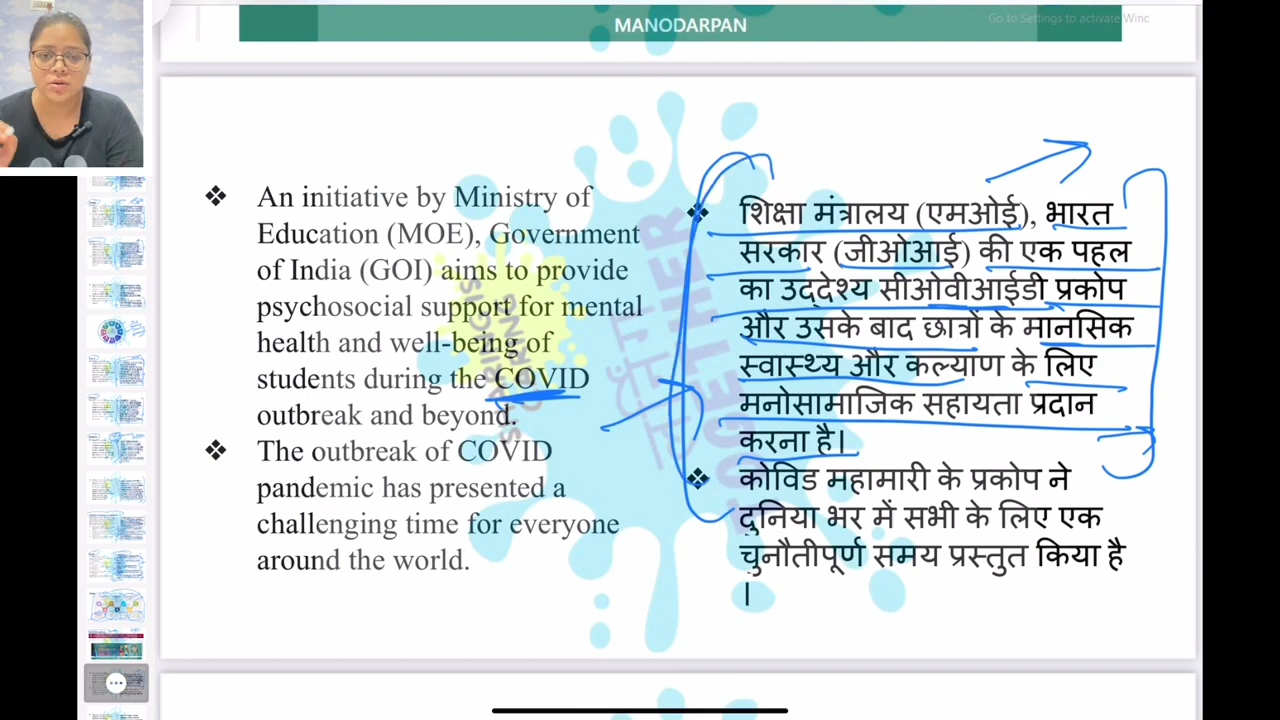 Go to Settings to activate Winc
MANODARPAN
❖ An initiative by Ministry of
Education (MOE), Government
of India (GOI) aims to provide
psychosocial support for mental
health and well-being of
students during the COVID
outbreak and beyond.
❖ The outbreak of COVID
pandemic has presented a
challenging time for everyone
around the world.
❖ शिक्षा मंत्रालय (एमओई), भारत
सरकार (जीओआई) की एक पहल
का उद्देश्य सीओवीआईडी प्रकोप
और उसके बाद छात्रों के मानसिक
स्वास्थ्य और कल्याण के लिए
मनोसामाजिक सहायता प्रदान
करना है।
❖ कोविड महामारी के प्रकोप ने
दुनिया भर में सभी के लिए एक
चुनौतीपूर्ण समय प्रस्तुत किया है
।